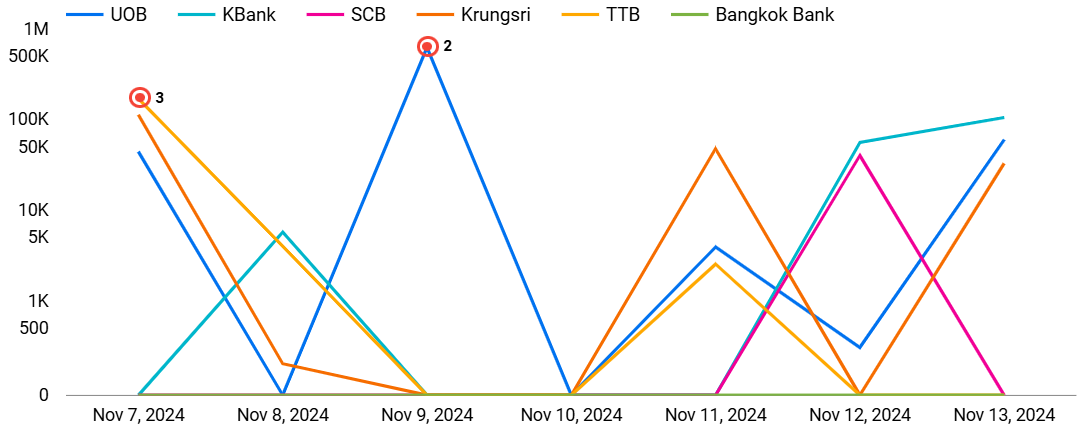 UOB KBank SCB Krungsri TTB Bangkok Bank
1M
500K
100K
50K
10K
5K
1K
500
0
3
2
Nov 7, 2024 Nov 8, 2024 Nov 9, 2024 Nov 10, 2024 Nov 11, 2024 Nov 12, 2024 Nov 13, 2024